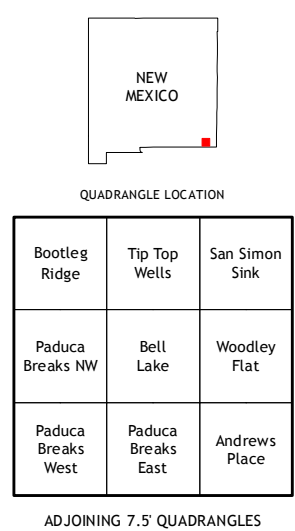 NEW
MEXICO
QUADRANGLE LOCATION
Bootleg
Ridge
Tip Top
Wells
San Simon
Sink
Paduca
Breaks NW
Bell
Lake
Woodley
Flat
Paduca
Breaks
West
Paduca
Breaks
East
Andrews
Place
ADJOINING 7.5' QUADRANGLES